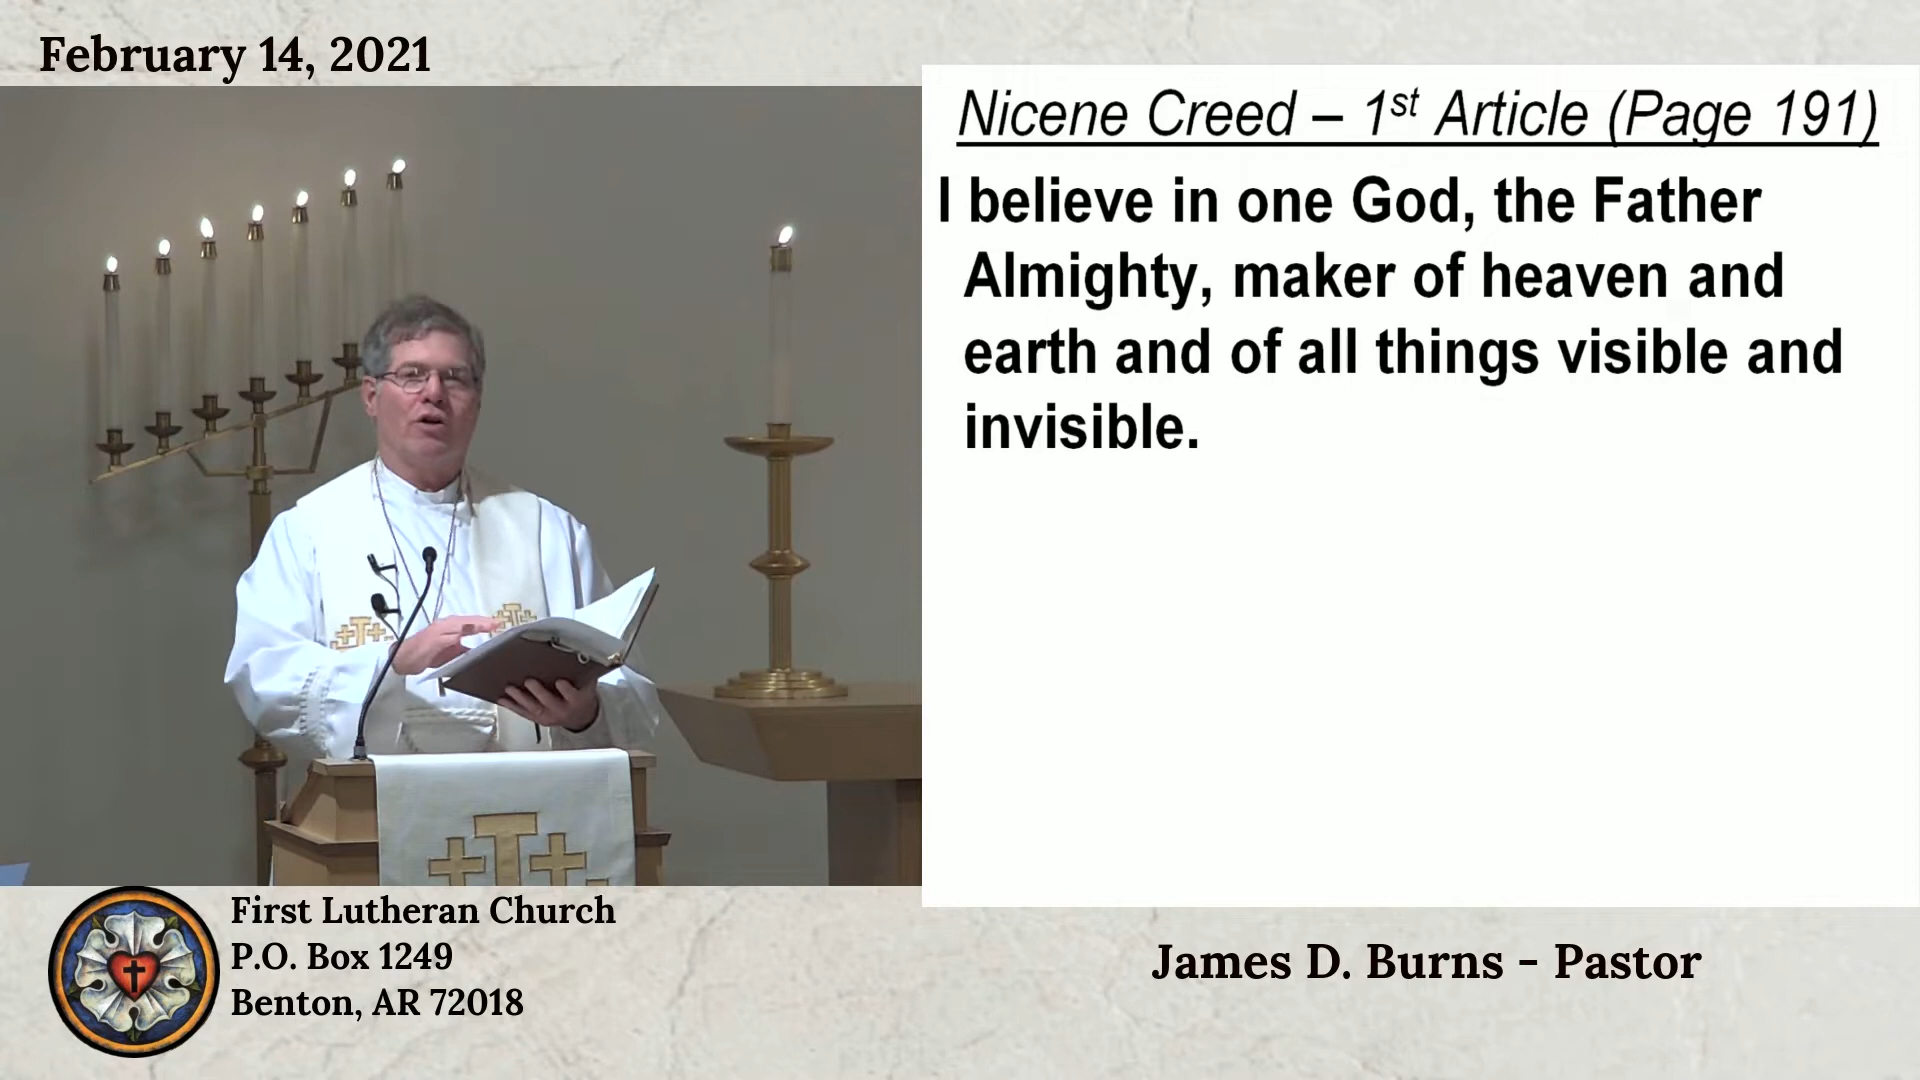 February 14, 2021
Nicene Creed – 1st Article (Page 191)
I believe in one God, the Father
Almighty, maker of heaven and
earth and of all things visible and
invisible.
First Lutheran Church
P.O. Box 1249
Benton, AR 72018
James D. Burns - Pastor